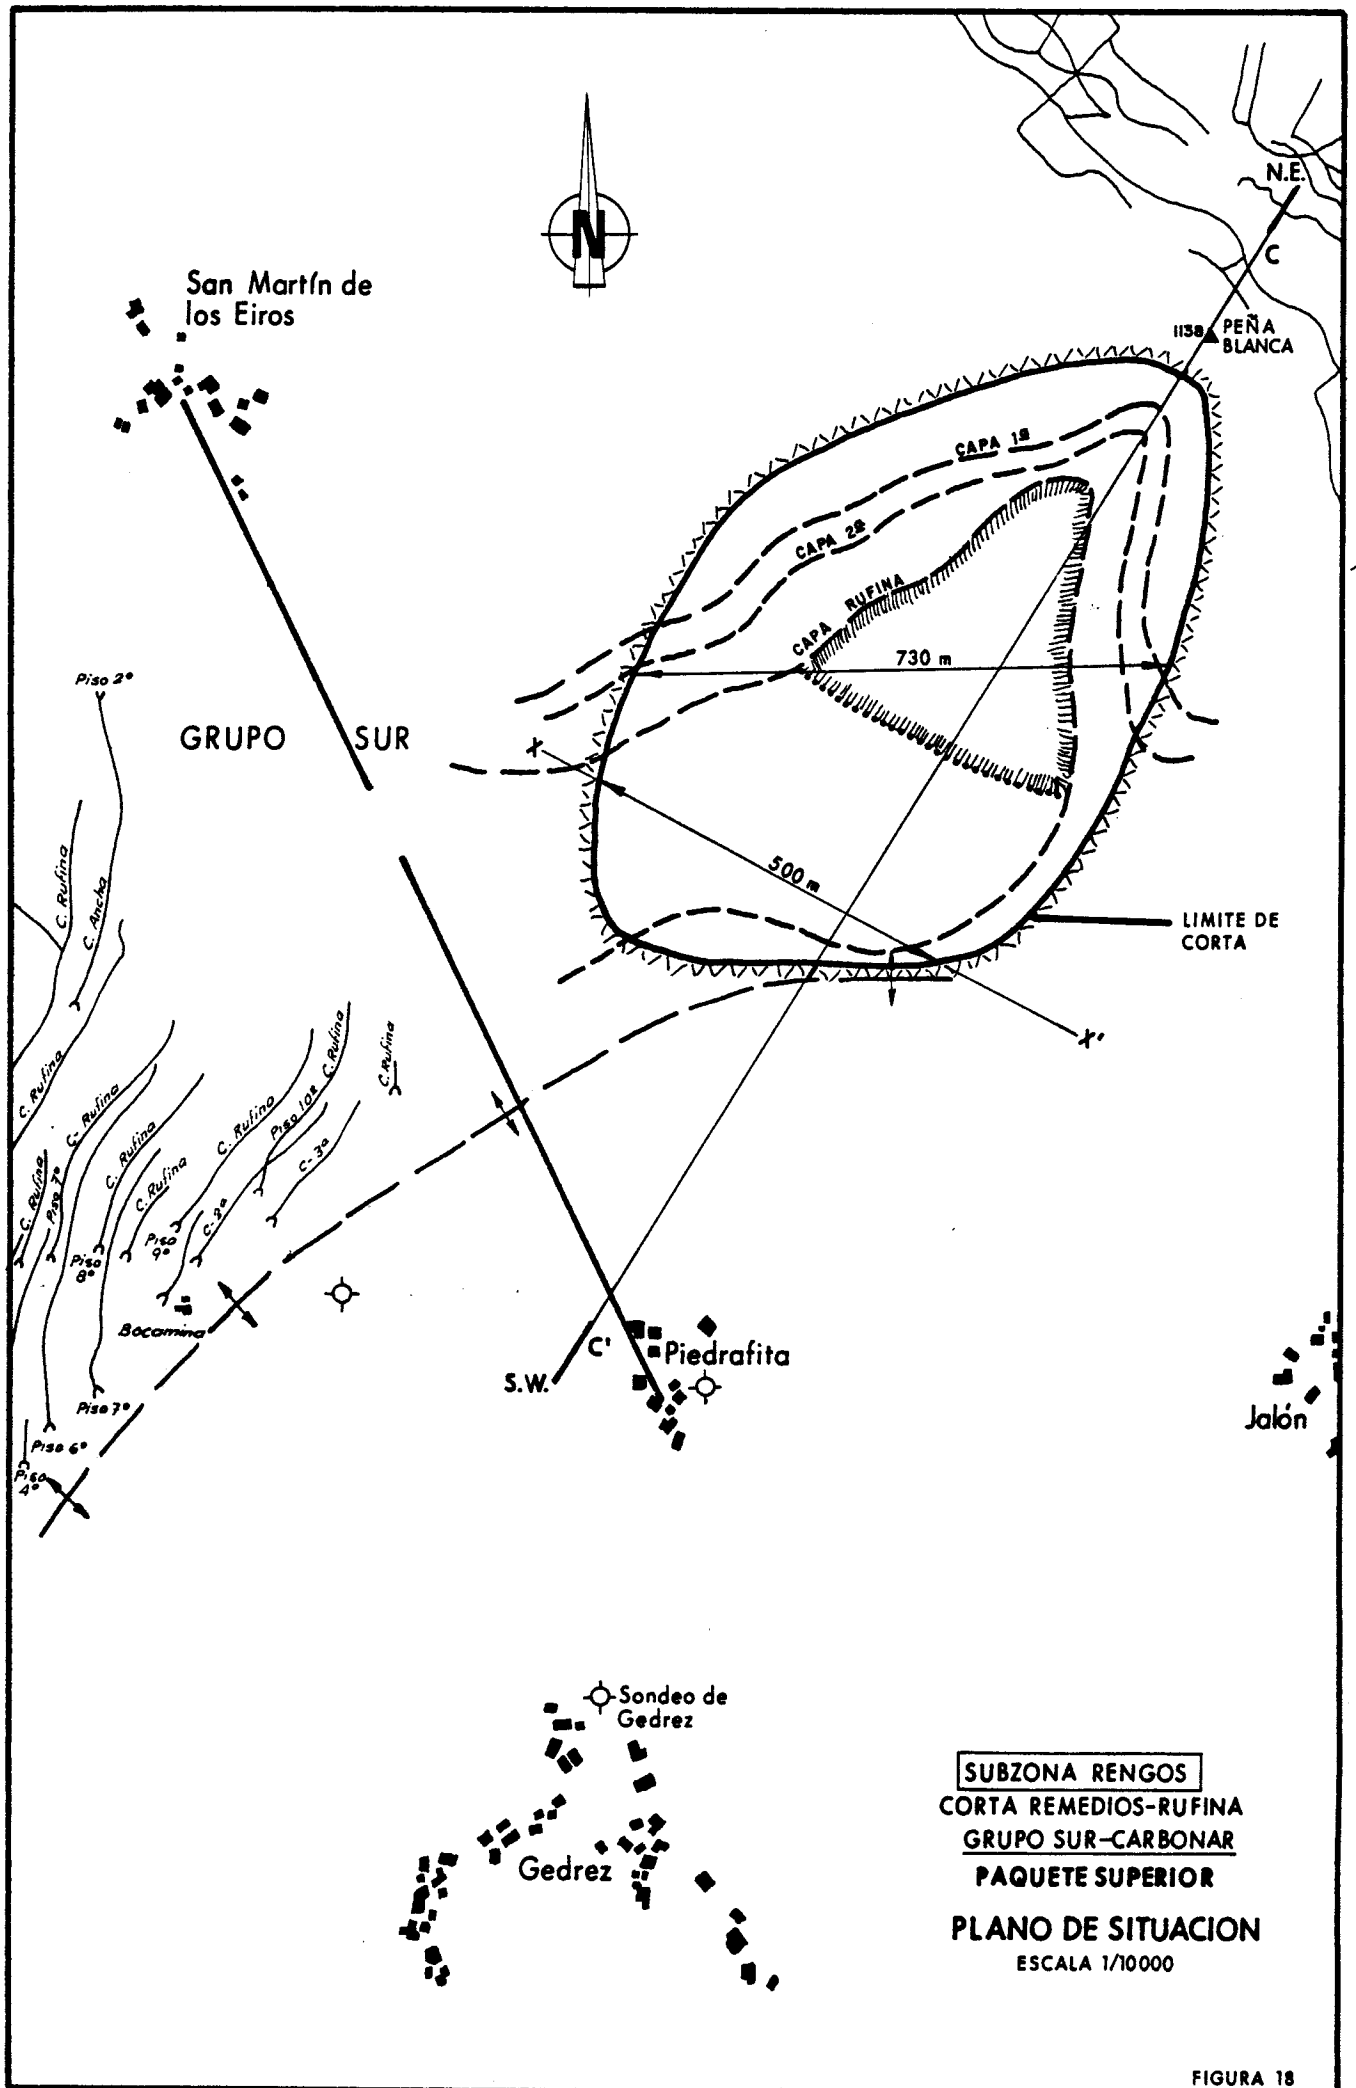 N.E.
N
C
San Martín de
los Eiros
1138 PEÑA
BLANCA
CAPA 1ª
CAPA 2ª
CAPA RUFINA
730 m
Piso 2º
GRUPO SUR
X
500 m
C. Rufina
C. Ancha
LIMITE DE
CORTA
X'
C. Rufina
C. Rufina
C. Rufina
C. Rufina
Piso 10ª
C. Rufina
C. Rufina
C-3ª
C. Rufina
Piso 7º
C. Rufina
C-3ª
Piso
9º
Piso
8º
Bocamina
C'
Piedrafita
S.W.
Piso 7º
Jalón
Piso 6º
Piso
4º
Sondeo de
Gedrez
Gedrez
SUBZONA RENGOS
CORTA REMEDIOS-RUFINA
GRUPO SUR-CARBONAR
PAQUETE SUPERIOR
PLANO DE SITUACION
ESCALA 1/10000
FIGURA 18